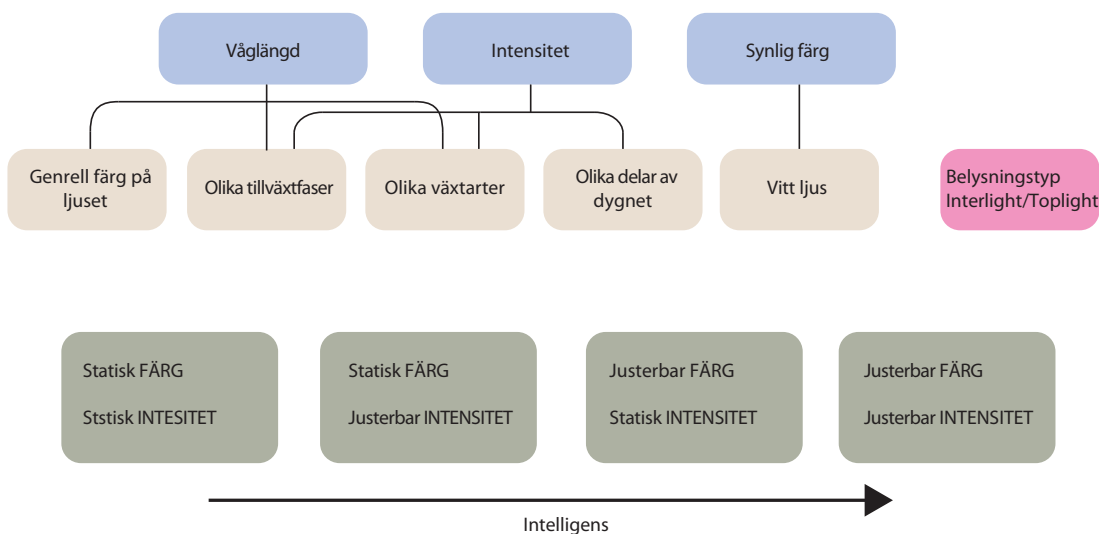 Våglängd
Intensitet
Synlig färg
Genrell färg på
ljuset
Olika tillväxtfaser
Olika växtarter
Olika delar av
dygnet
Vitt ljus
Belysningstyp
Interlight/Toplight
Statisk FÄRG
Ststisk INTESITET
Statisk FÄRG
Justerbar INTENSITET
Justerbar FÄRG
Statisk INTENSITET
Justerbar FÄRG
Justerbar INTENSITET
Intelligens